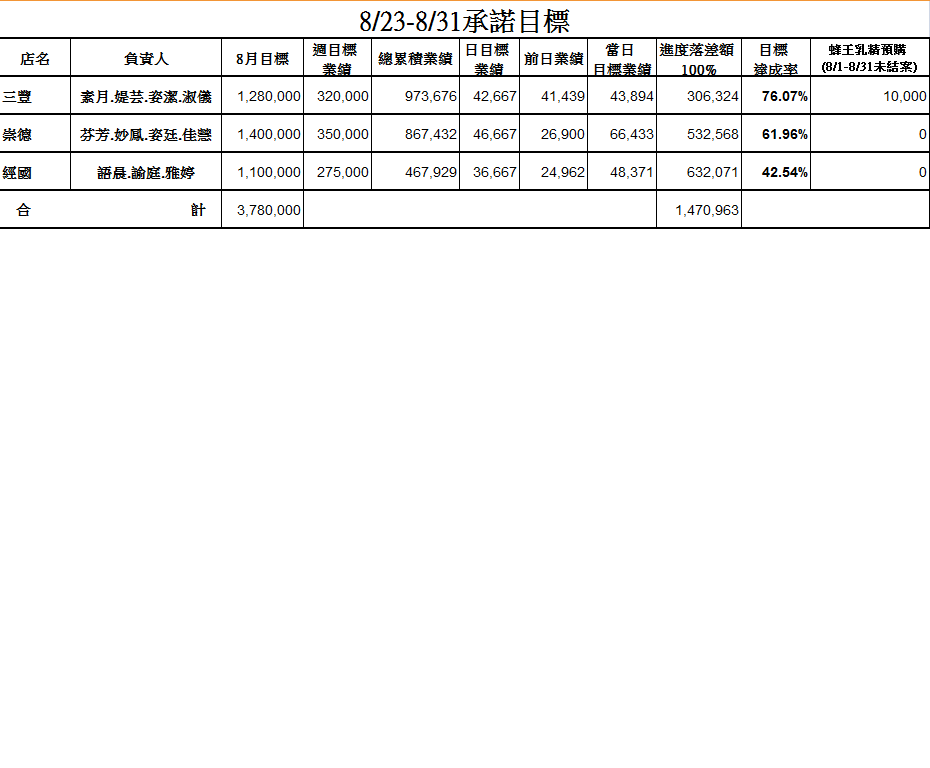 8/23-8/31承諾目標
店名 負責人 8月目標 週目標業績 總累積業績 日目標業績 前日業績 當日目標業績 進度落差額100% 目標達成率 蜂王乳精預購(8/1-8/31未結案)
三豐 素月.媞芸.姿潔.淑儀 1,280,000 320,000 973,676 42,667 41,439 43,894 306,324 76.07% 10,000
崇德 芬芳.妙鳳.姿廷.佳慧 1,400,000 350,000 867,432 46,667 26,900 66,433 532,568 61.96% 0
經國 語晨.諭庭.雅婷 1,100,000 275,000 467,929 36,667 24,962 48,371 632,071 42.54% 0
合 計 3,780,000 1,470,963